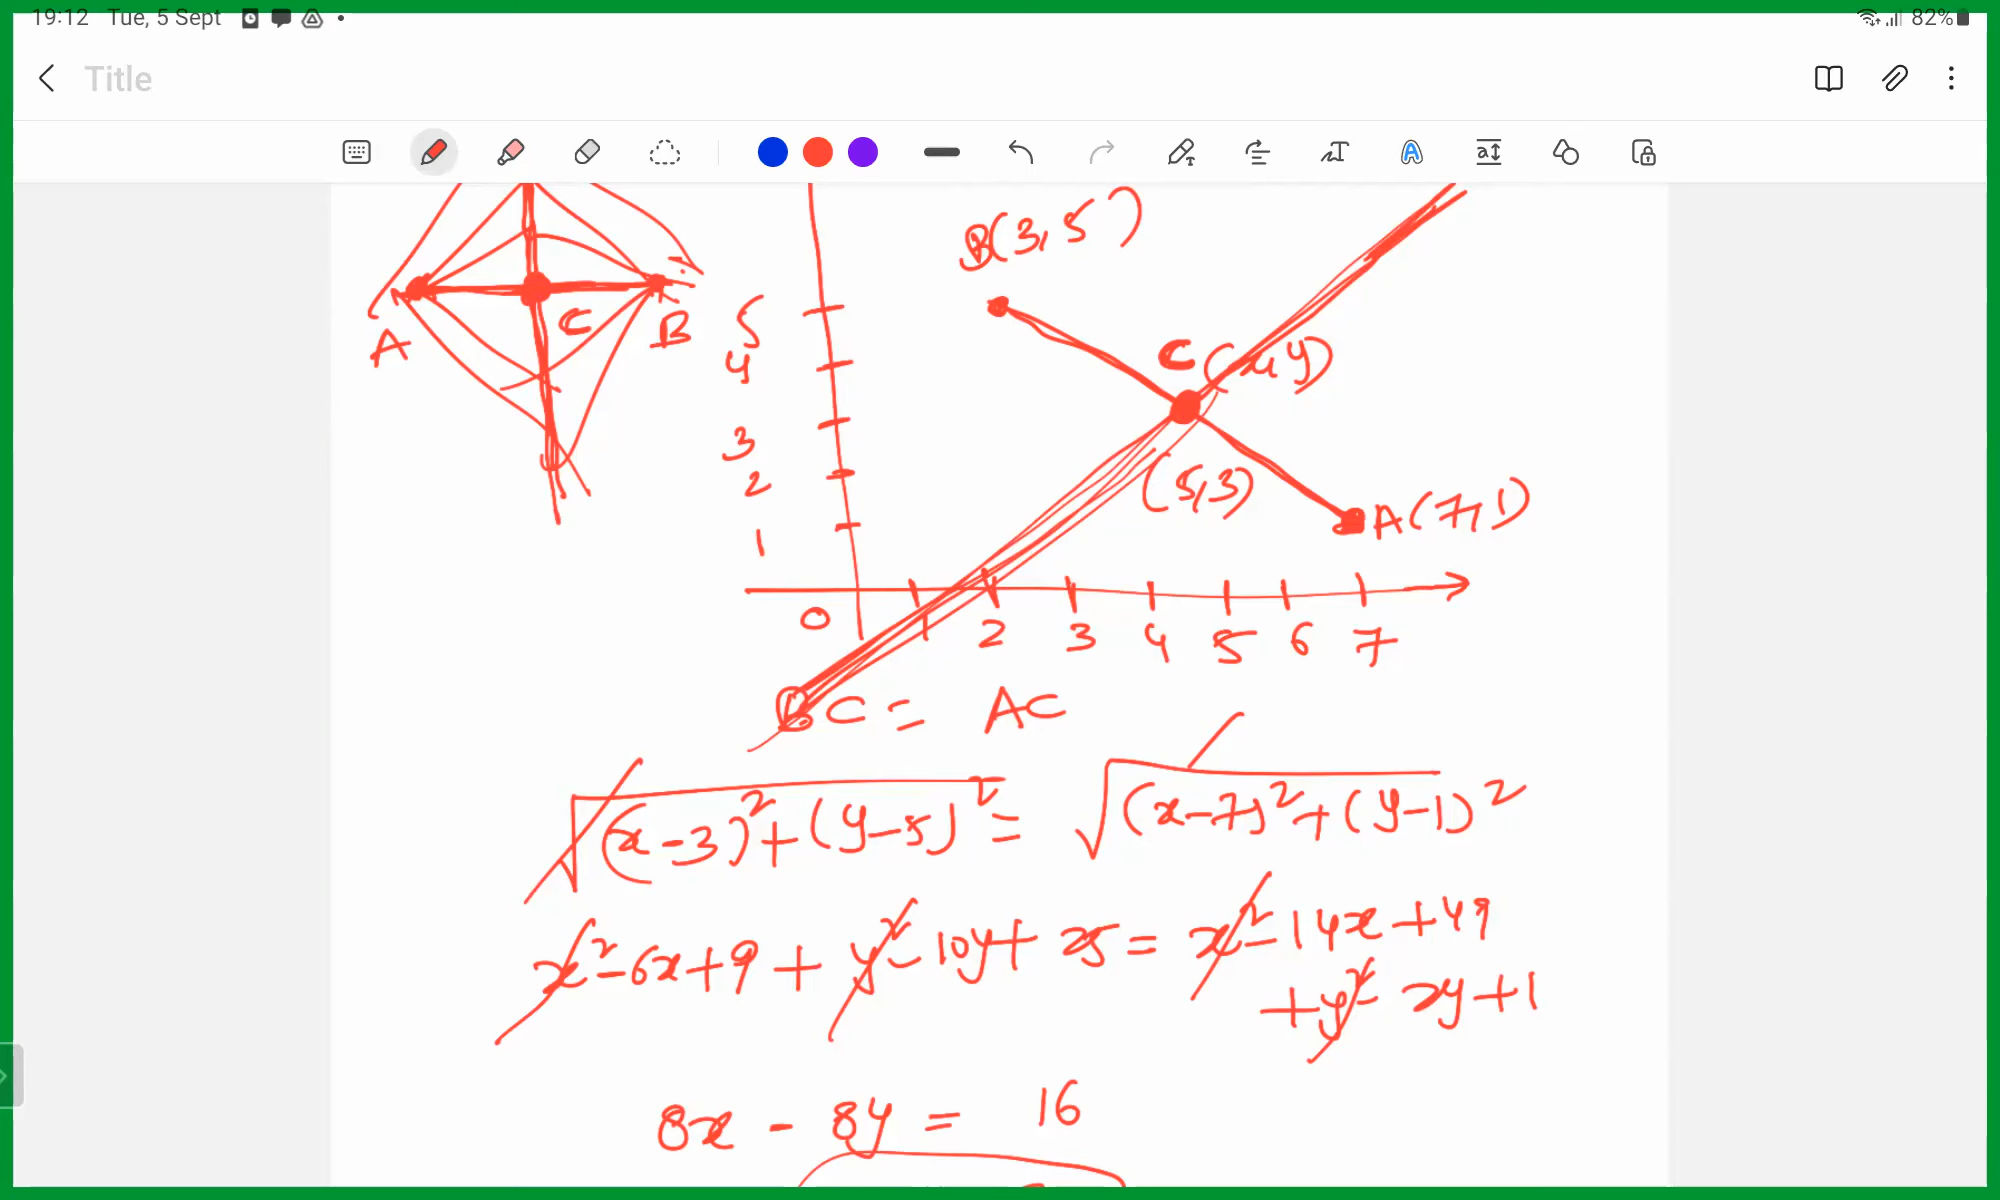 19:12 Tue, 5 Sept 82%
Title
B(3, 5)
A
C
B
5
4
3
2
1
C (x, y)
(5,3)
A(7,1)
0 1 2 3 4 5 6 7
BC = AC
√(x-3)²+(y-5)² = √(x-7)²+(y-1)²
x²-6x+9 + y²-10y+25 = x²-14x+49
+y²-2y+1
8x - 8y = 16